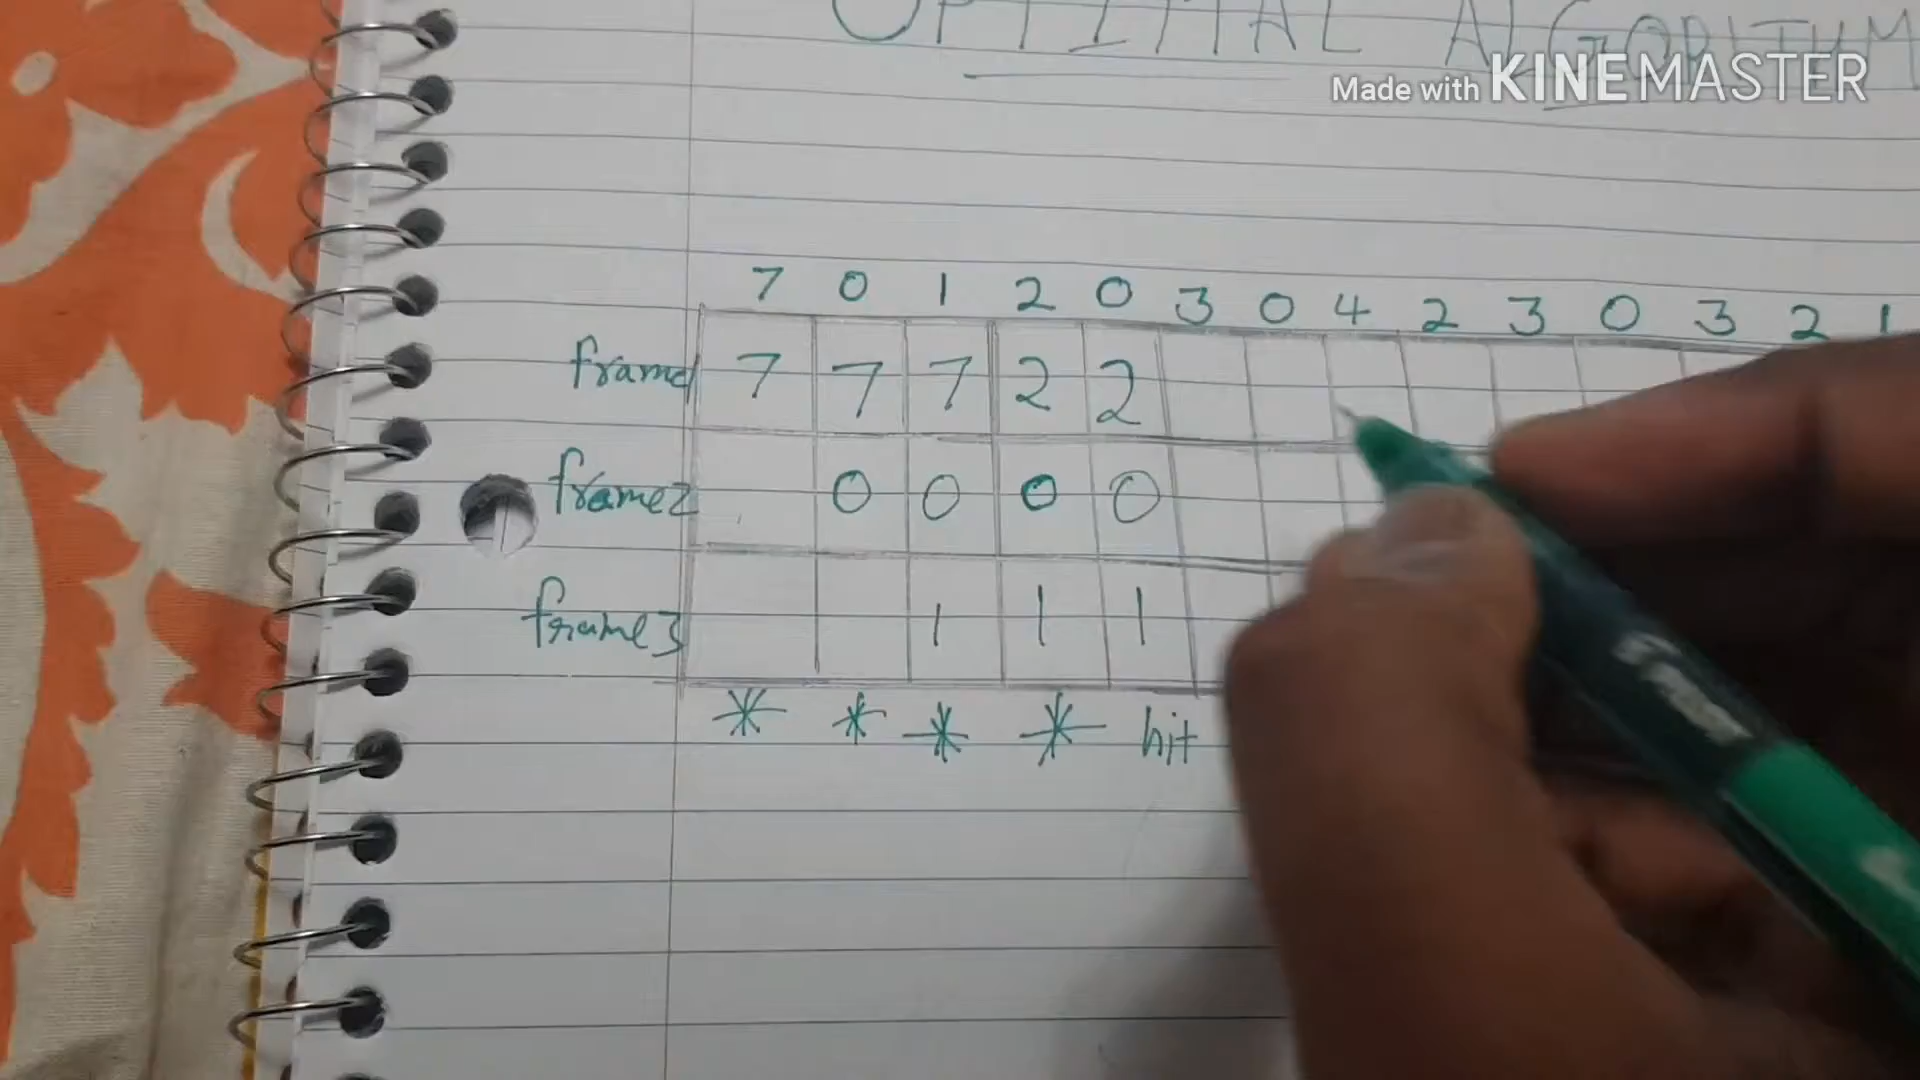 OPTIMAL ALGORITHM
Made with KINEMASTER
7 0 1 2 0 3 0 4 2 3 0 3 2 1
frame1 7 7 7 2 2
frame2 0 0 0 0
frame3 1 1 1
* * * * hit